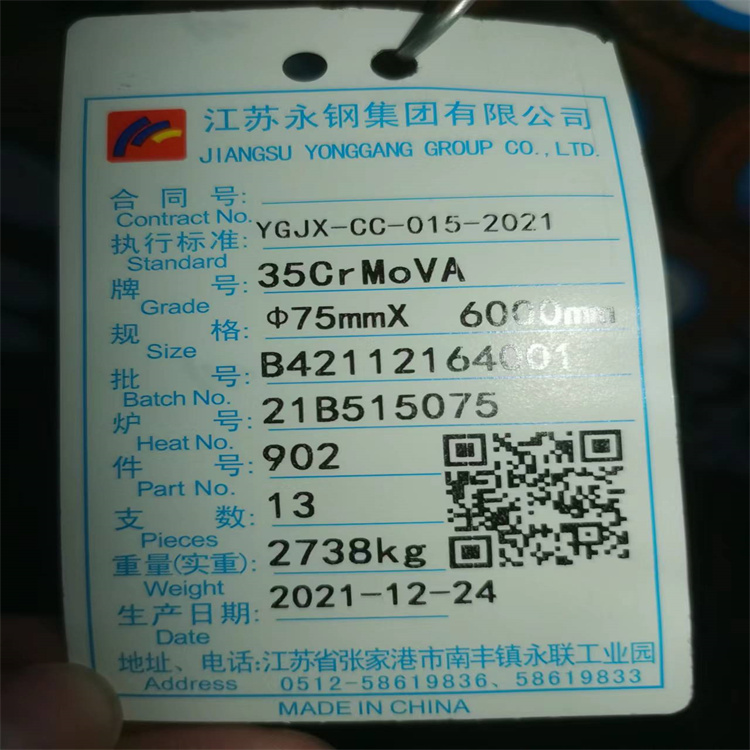 江苏永钢集团有限公司
JIANGSU YONGGANG GROUP CO.,LTD.
合同号:
Contract No.
YGJX-CC-015-2021
执行标准:
Standard
35CrMoVA
牌号:
Grade
Φ75mmX 6000mm
规格:
Size
B42112164001
批号:
Batch No.
21B515075
炉号:
Heat No.
902
件号:
Part No.
13
支数:
Pieces
2738kg
重量(实重):
Weight
2021-12-24
生产日期:
Date
地址、电话:江苏省张家港市南丰镇永联工业园
Address 0512-58619836、58619833
MADE IN CHINA